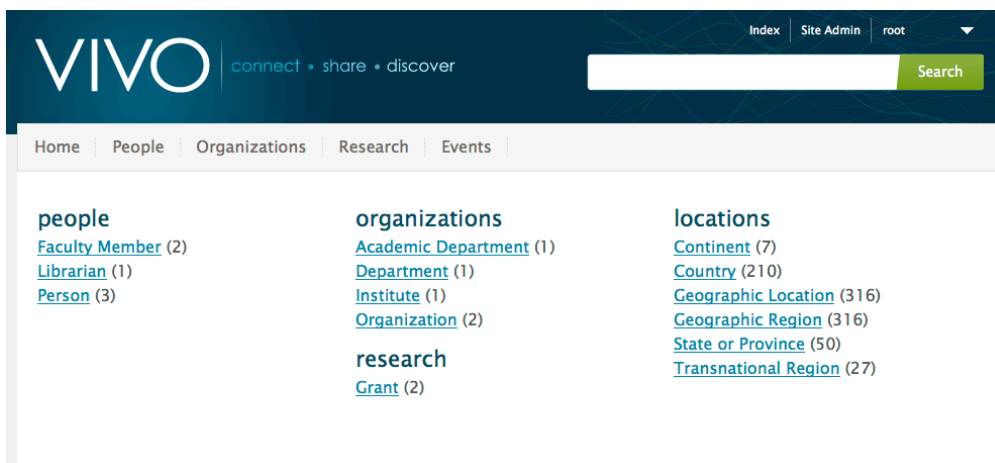 Index Site Admin root
VIVO connect • share • discover
Search
Home People Organizations Research Events
people
Faculty Member (2)
Librarian (1)
Person (3)
organizations
Academic Department (1)
Department (1)
Institute (1)
Organization (2)
research
Grant (2)
locations
Continent (7)
Country (210)
Geographic Location (316)
Geographic Region (316)
State or Province (50)
Transnational Region (27)